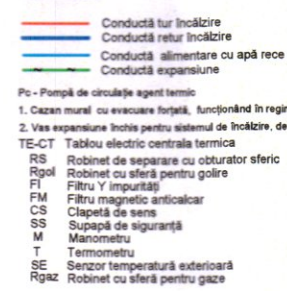 Conductă tur încălzire
Conductă retur încălzire
Conductă alimentare cu apă rece
Conductă expansiune
Pc - Pompă de circulație agent termic
1. Cazan mural cu evacuare forțată, funcționând în regim
2. Vas expansiune închis pentru sistemul de încălzire, de
TE-CT Tablou electric centrala termica
RS Robinet de separare cu obturator sferic
Rgol Robinet cu sferă pentru golire
FI Filtru Y impurități
FM Filtru magnetic anticalcar
CS Clapetă de sens
SS Supapă de siguranță
M Manometru
T Termometru
SE Senzor temperatură exterioară
Rgaz Robinet cu sferă pentru gaze